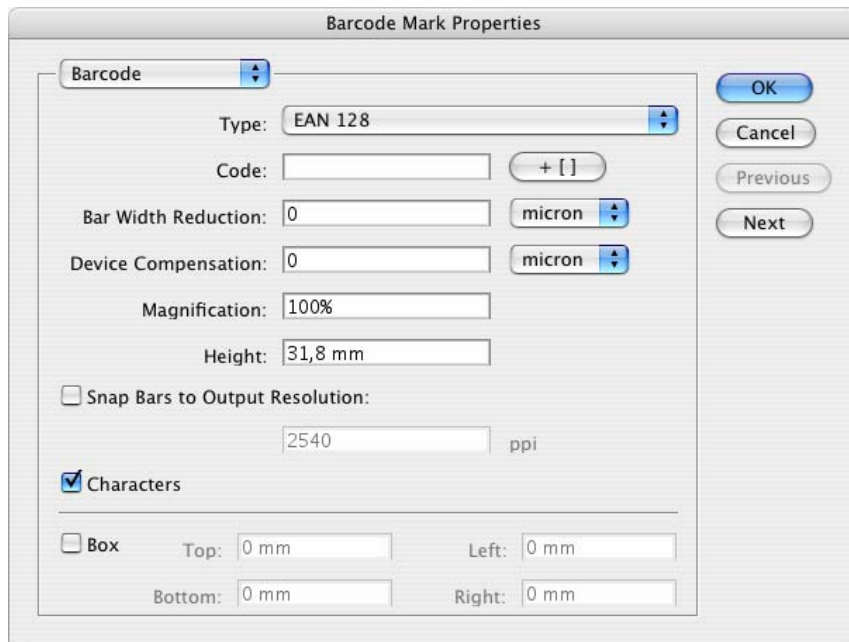 Barcode Mark Properties
Barcode
OK
Type: EAN 128
Cancel
Code: + [ ]
Previous
Bar Width Reduction: 0 micron
Next
Device Compensation: 0 micron
Magnification: 100%
Height: 31,8 mm
Snap Bars to Output Resolution:
2540 ppi
Characters
Box Top: 0 mm Left: 0 mm
Bottom: 0 mm Right: 0 mm